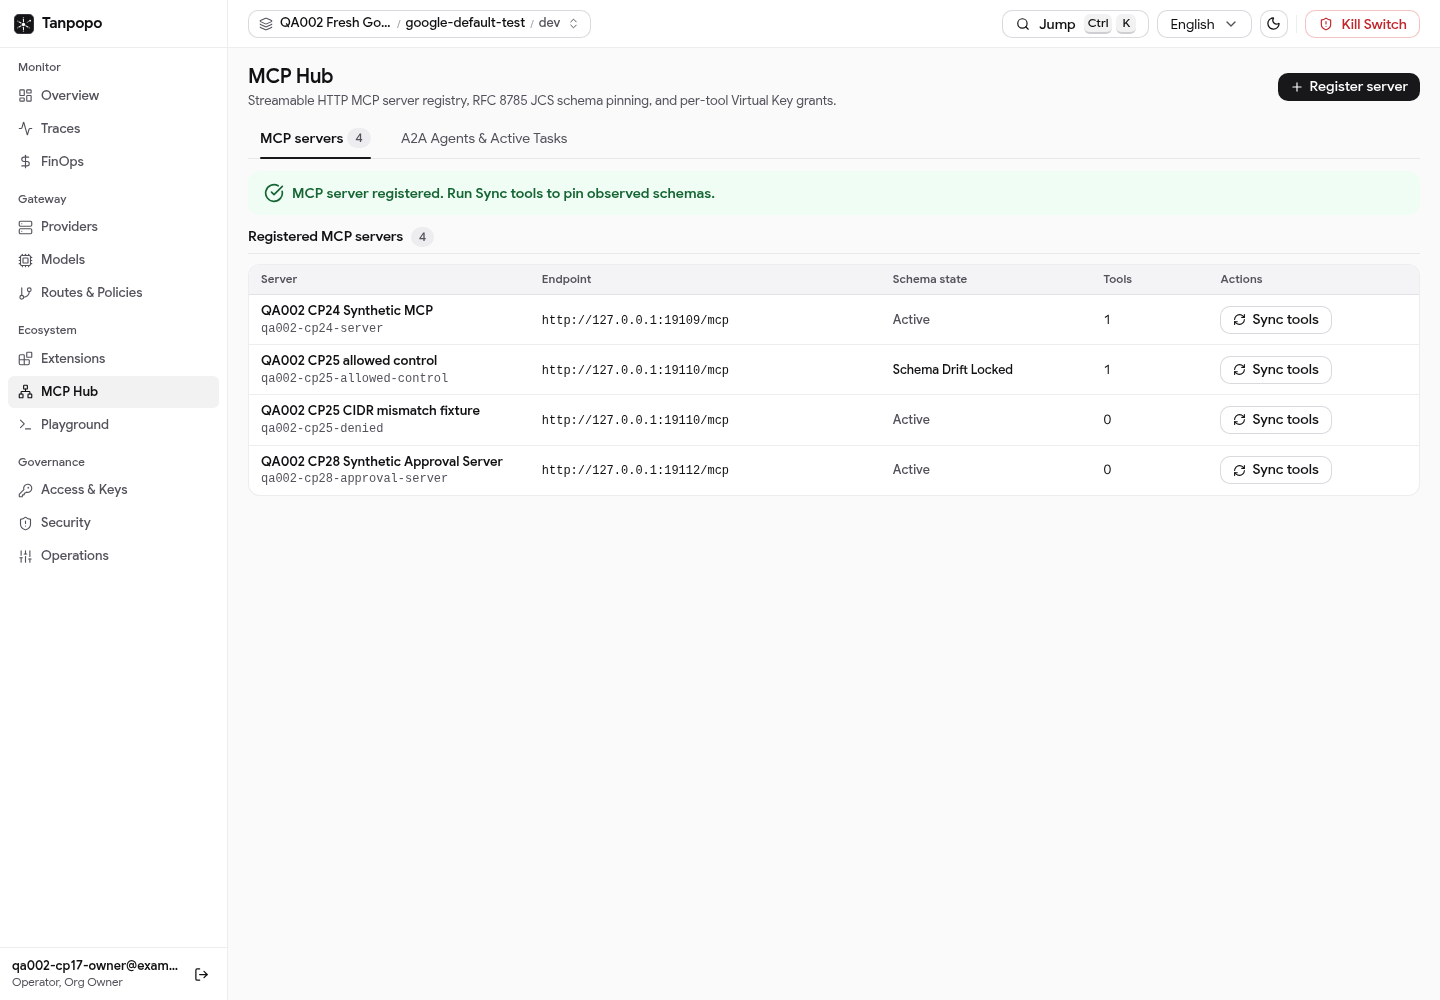 Tanpopo
QA002 Fresh Go... / google-default-test / dev
Jump Ctrl K
English
Kill Switch
Monitor
Overview
Traces
FinOps
Gateway
Providers
Models
Routes & Policies
Ecosystem
Extensions
MCP Hub
Playground
Governance
Access & Keys
Security
Operations
qa002-cp17-owner@exam...
Operator, Org Owner
MCP Hub
Streamable HTTP MCP server registry, RFC 8785 JCS schema pinning, and per-tool Virtual Key grants.
Register server
MCP servers 4 A2A Agents & Active Tasks
MCP server registered. Run Sync tools to pin observed schemas.
Registered MCP servers 4
Server Endpoint Schema state Tools Actions
QA002 CP24 Synthetic MCP
qa002-cp24-server
http://127.0.0.1:19109/mcp Active 1 Sync tools
QA002 CP25 allowed control
qa002-cp25-allowed-control
http://127.0.0.1:19110/mcp Schema Drift Locked 1 Sync tools
QA002 CP25 CIDR mismatch fixture
qa002-cp25-denied
http://127.0.0.1:19110/mcp Active 0 Sync tools
QA002 CP28 Synthetic Approval Server
qa002-cp28-approval-server
http://127.0.0.1:19112/mcp Active 0 Sync tools